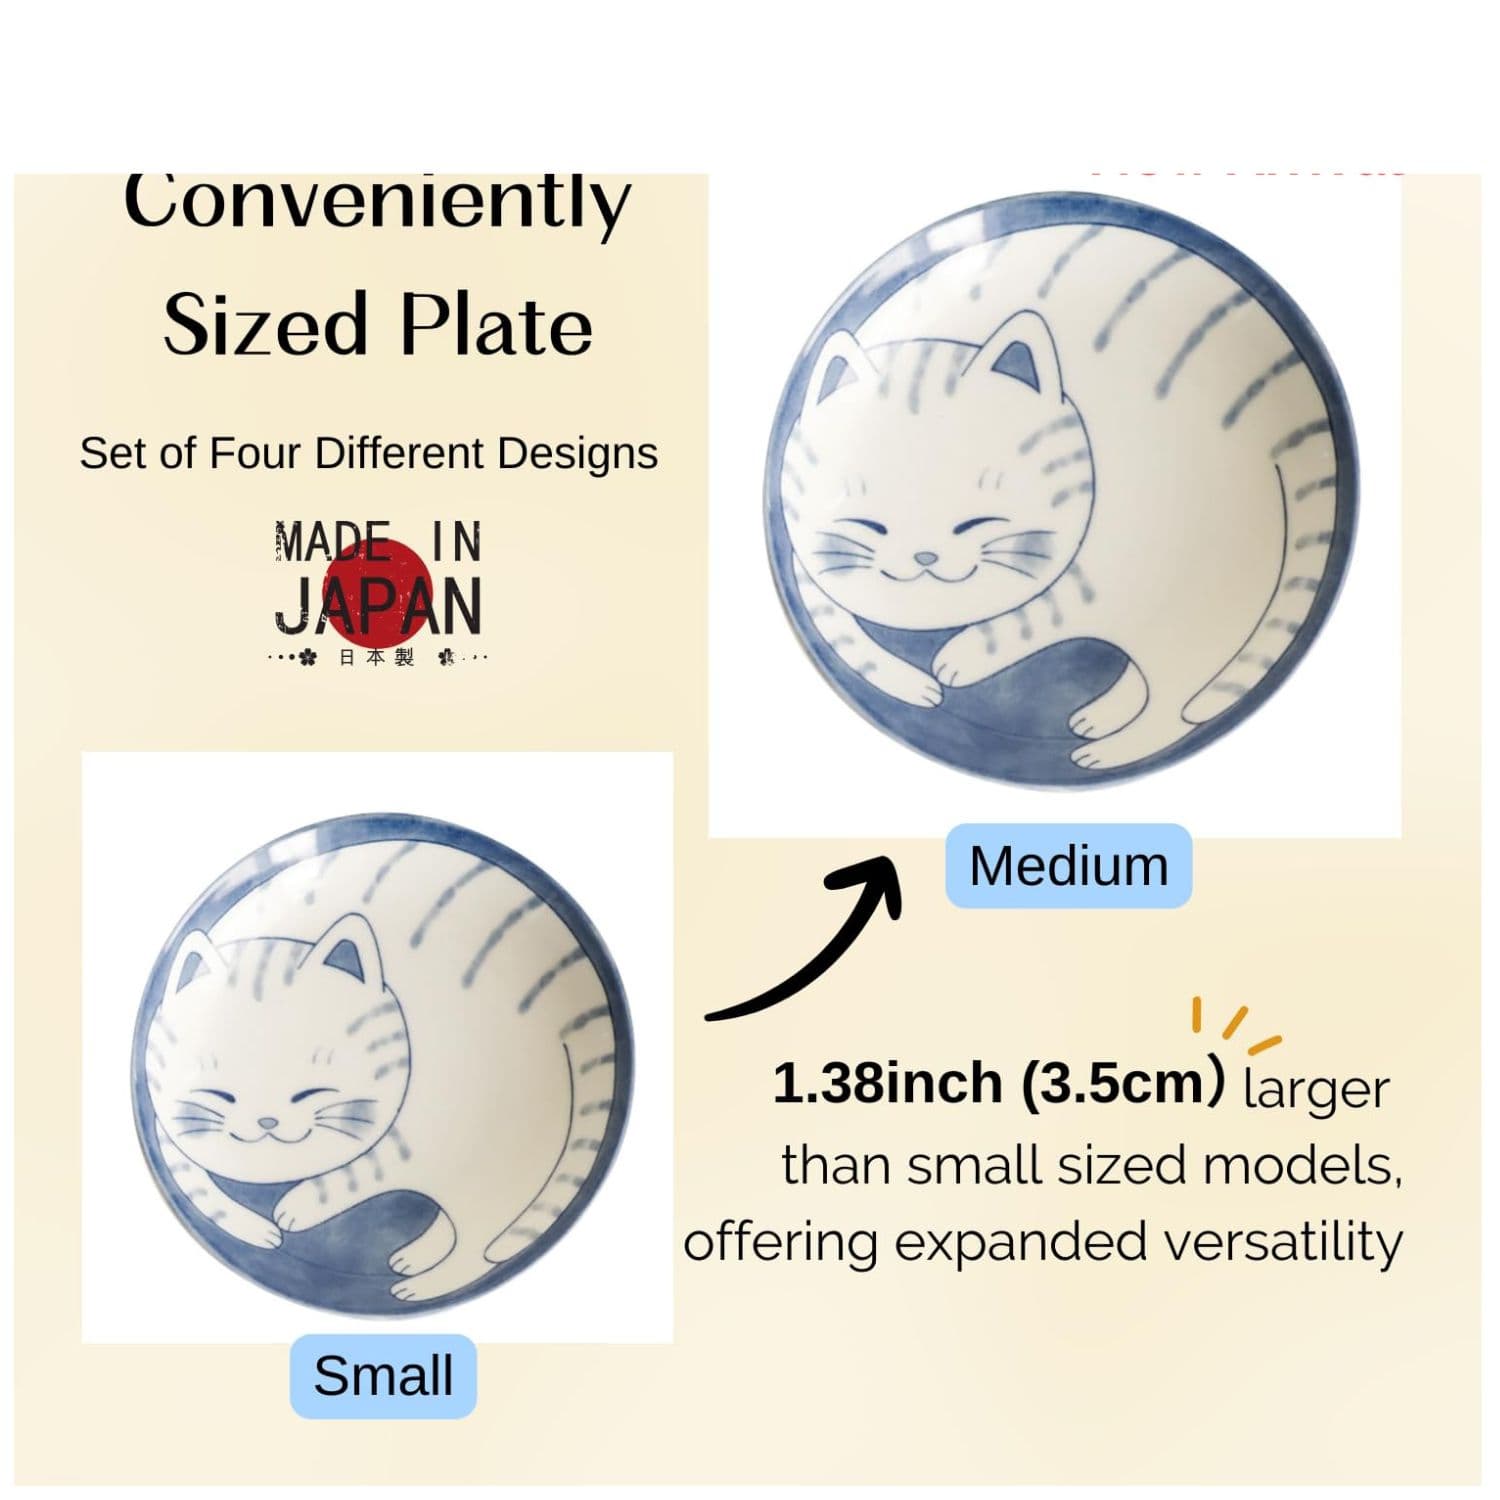 Conveniently
Sized Plate
Set of Four Different Designs
MADE IN
JAPAN
日本製
Medium
1.38inch (3.5cm) larger
than small sized models,
offering expanded versatility
Small